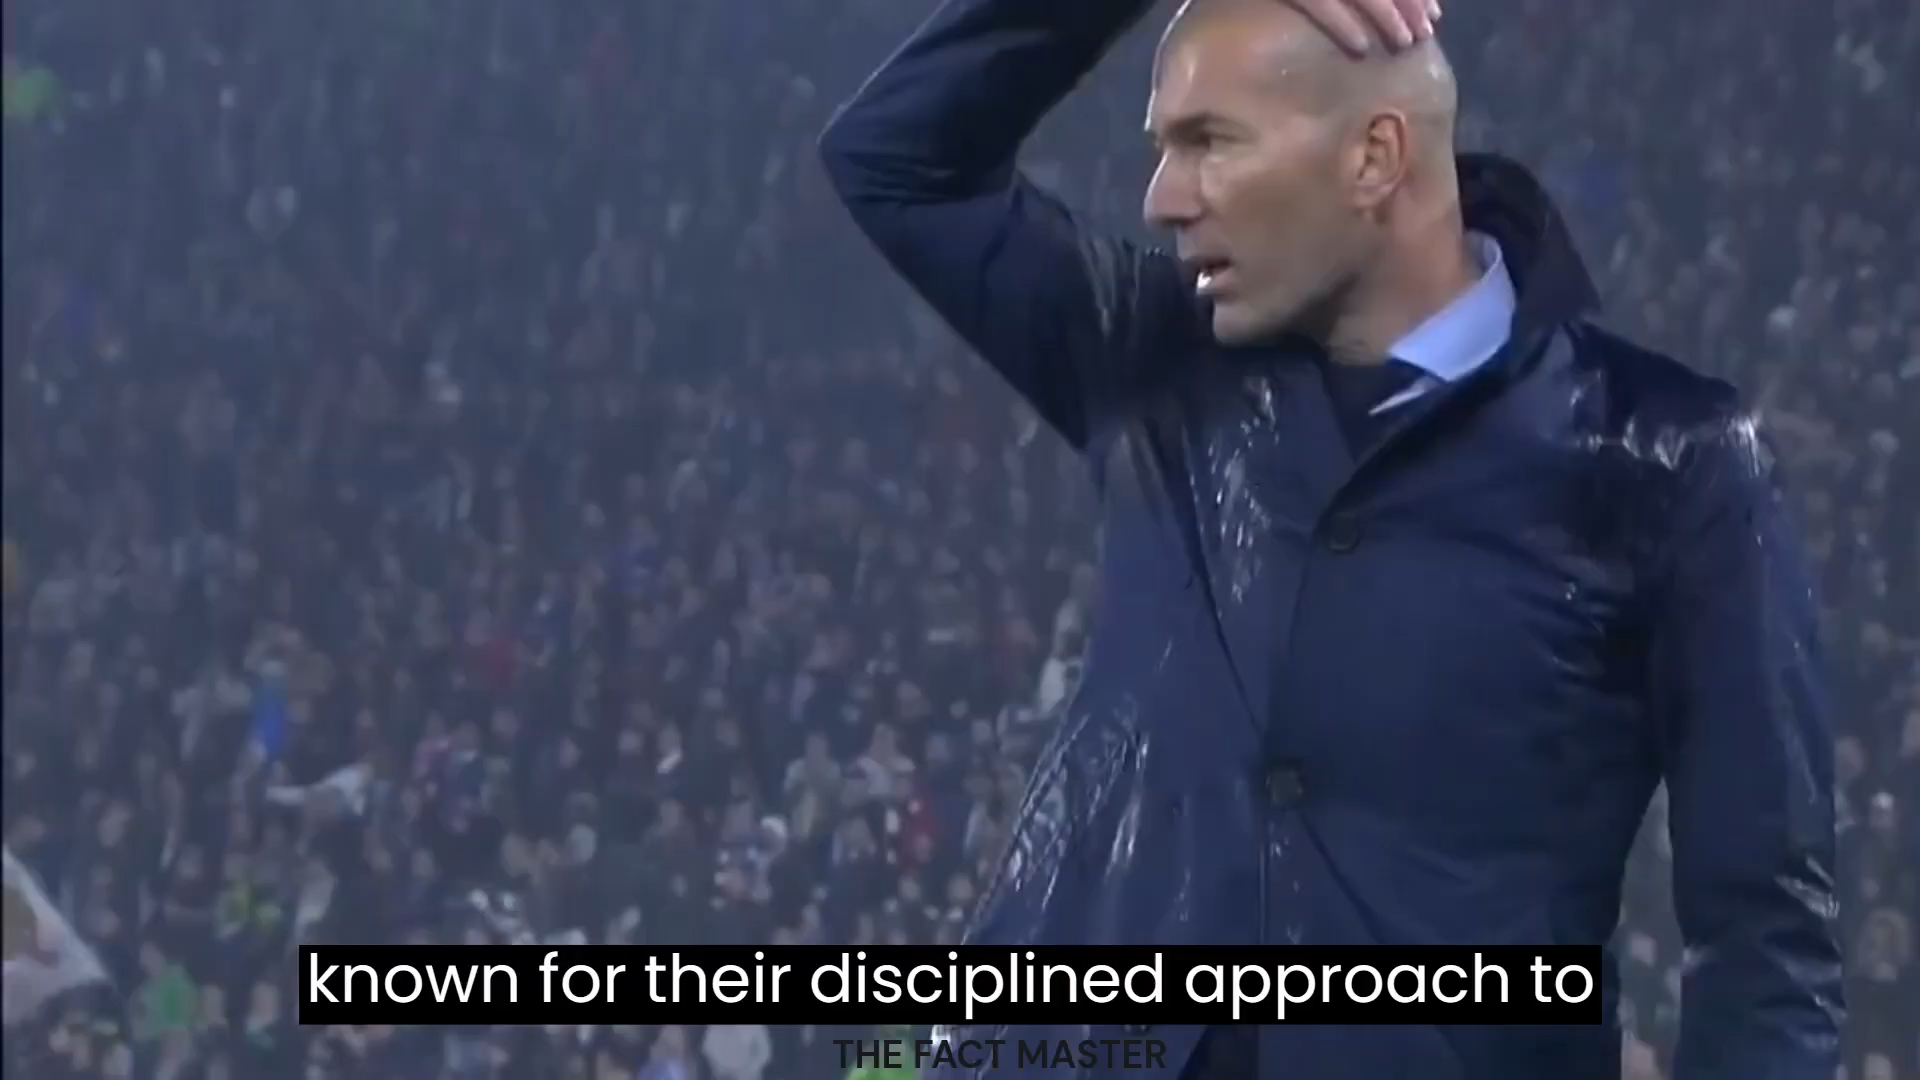 known for their disciplined approach to
THE FACT MASTER